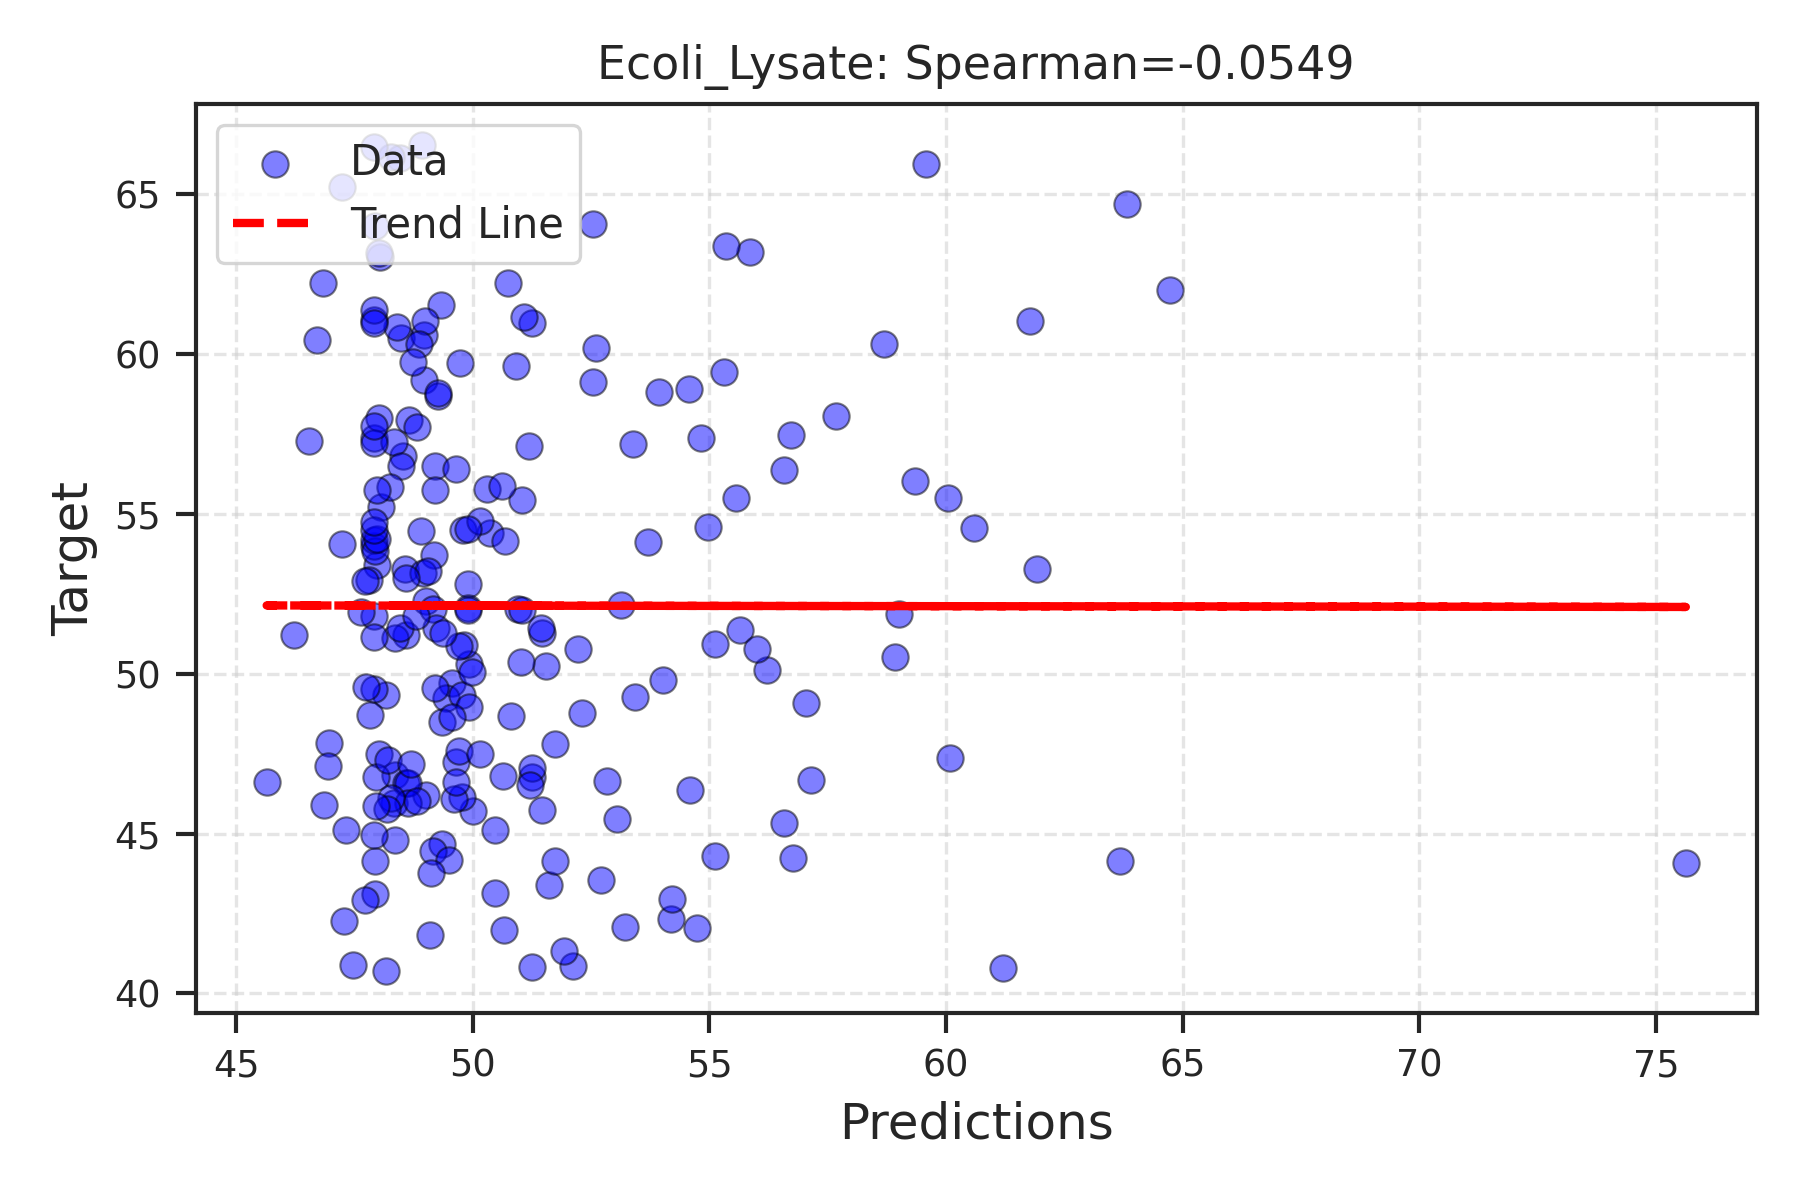 Ecoli_Lysate: Spearman=-0.0549
Data
Trend Line
65
60
55
50
45
40
Target
45 50 55 60 65 70 75
Predictions